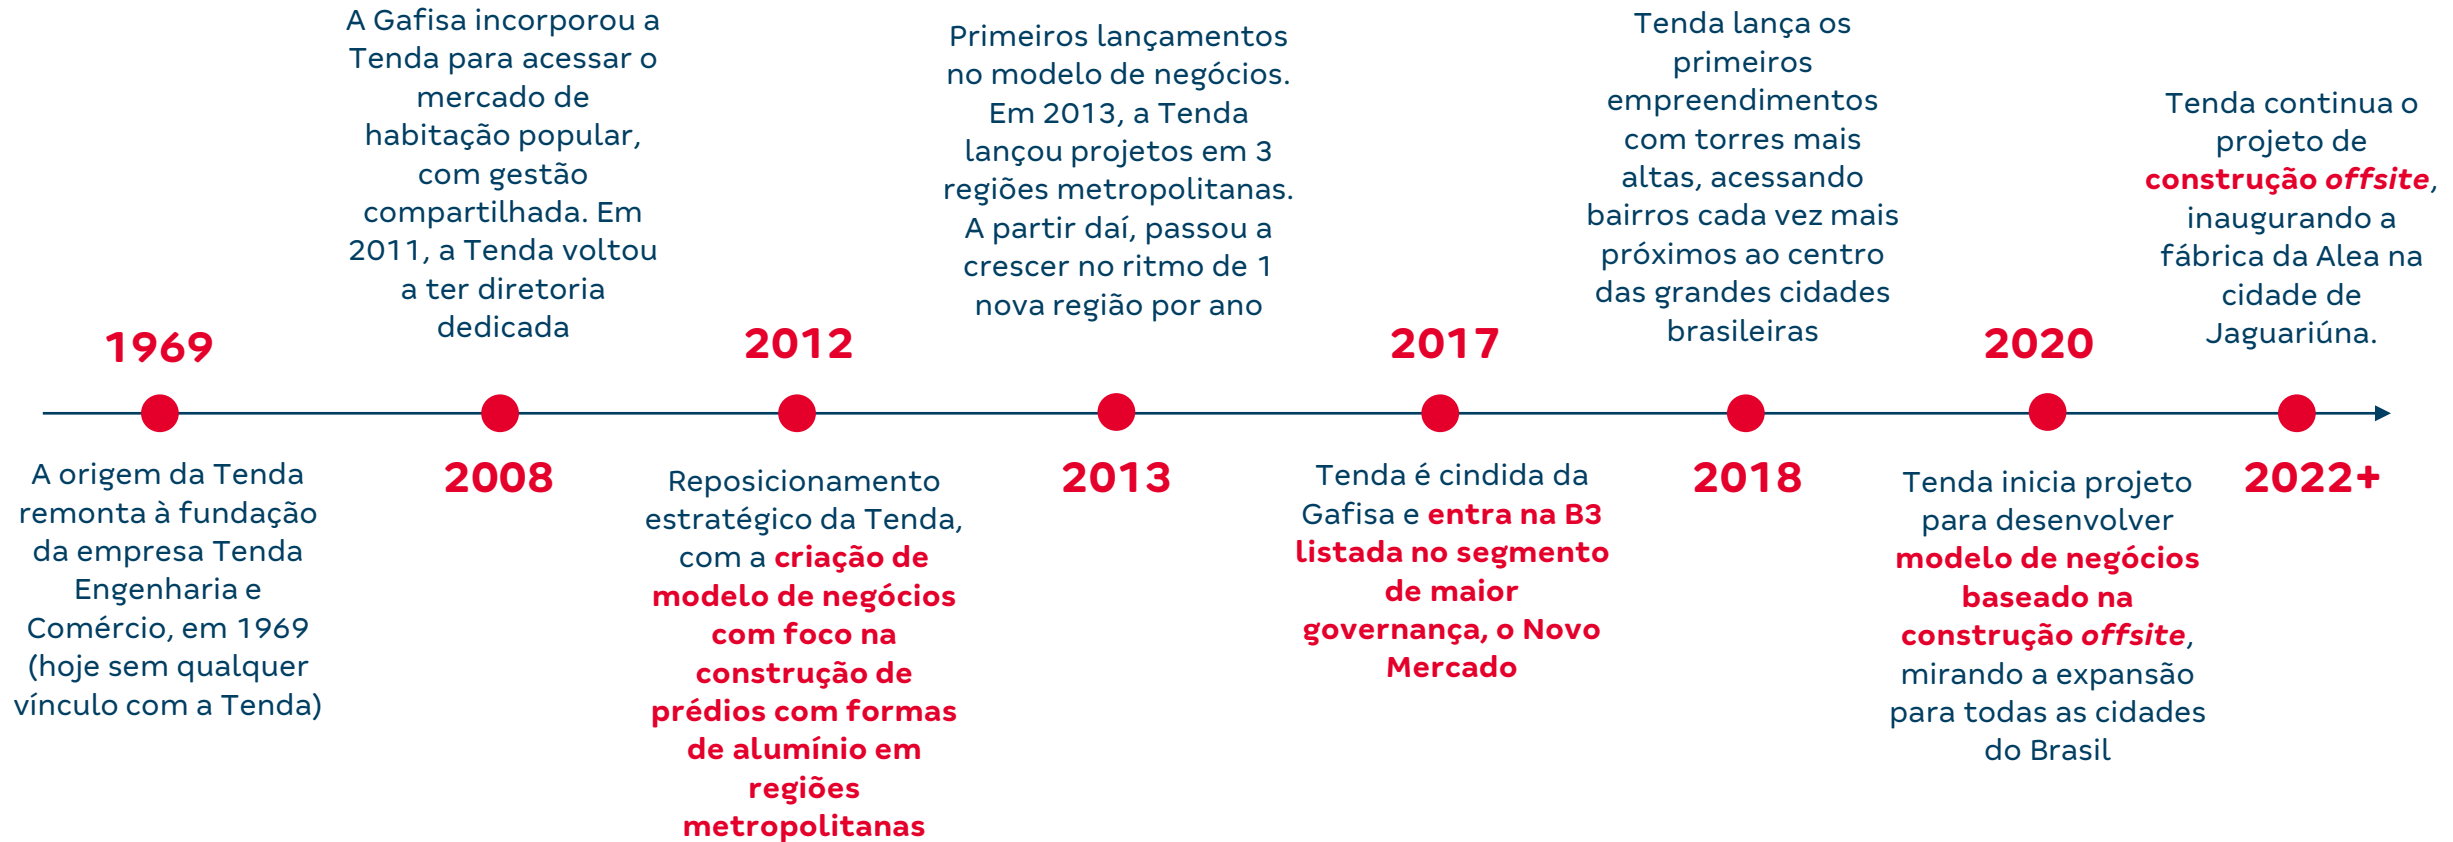 1969
A origem da Tenda
remonta à fundação
da empresa Tenda
Engenharia e
Comércio, em 1969
(hoje sem qualquer
vínculo com a Tenda)
A Gafisa incorporou a
Tenda para acessar o
mercado de
habitação popular,
com gestão
compartilhada. Em
2011, a Tenda voltou
a ter diretoria
dedicada
2008
2012
Reposicionamento
estratégico da Tenda,
com a criação de
modelo de negócios
com foco na
construção de
prédios com formas
de alumínio em
regiões
metropolitanas
Primeiros lançamentos
no modelo de negócios.
Em 2013, a Tenda
lançou projetos em 3
regiões metropolitanas.
A partir daí, passou a
crescer no ritmo de 1
nova região por ano
2013
2017
Tenda é cindida da
Gafisa e entra na B3
listada no segmento
de maior
governança, o Novo
Mercado
Tenda lança os
primeiros
empreendimentos
com torres mais
altas, acessando
bairros cada vez mais
próximos ao centro
das grandes cidades
brasileiras
2018
2020
Tenda inicia projeto
para desenvolver
modelo de negócios
baseado na
construção offsite,
mirando a expansão
para todas as cidades
do Brasil
Tenda continua o
projeto de
construção offsite,
inaugurando a
fábrica da Alea na
cidade de
Jaguariúna.
2022+